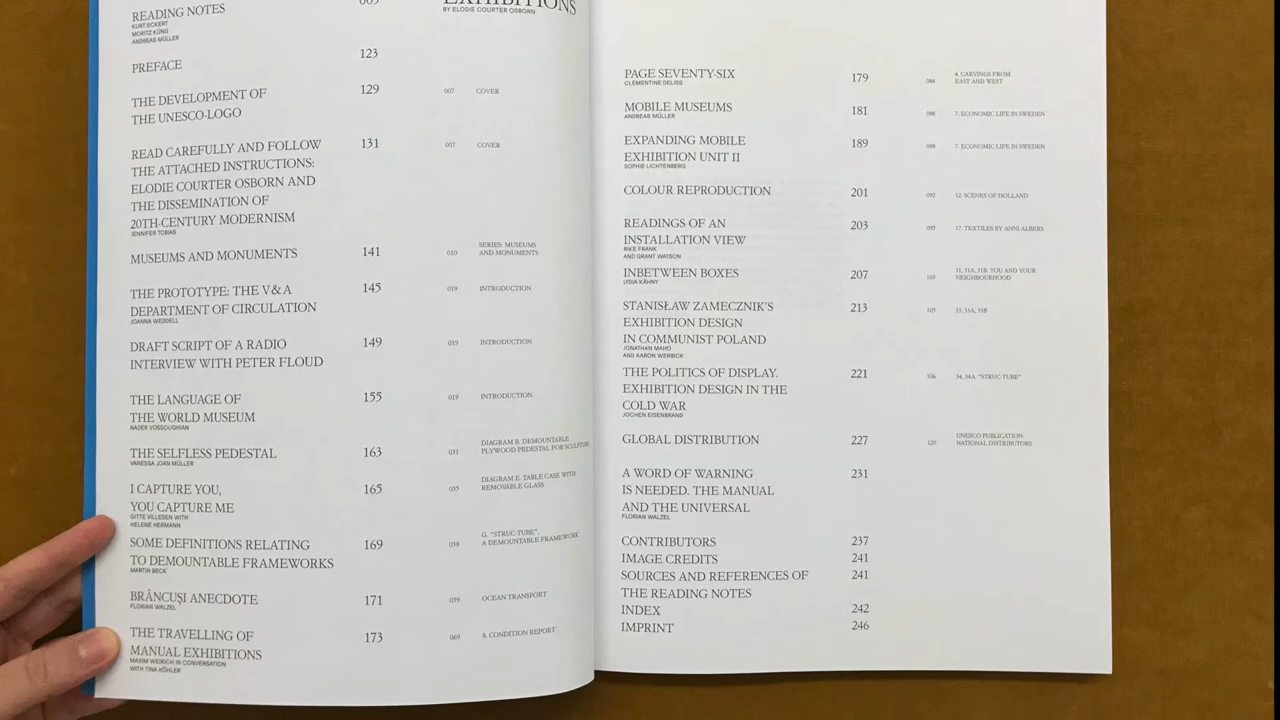 READING NOTES
KURT ECKERT
MORITZ KÜNG
ANDREAS MÜLLER
PREFACE
123
THE DEVELOPMENT OF
THE UNESCO-LOGO
129
007 COVER
READ CAREFULLY AND FOLLOW
THE ATTACHED INSTRUCTIONS:
ELODIE COURTER OSBORN AND
THE DISSEMINATION OF
20TH-CENTURY MODERNISM
JENNIFER TOBIAS
131
007 COVER
MUSEUMS AND MONUMENTS
141
010 SERIES: MUSEUMS
AND MONUMENTS
THE PROTOTYPE: THE V&A
DEPARTMENT OF CIRCULATION
JOANNA WEDDELL
145
019 INTRODUCTION
DRAFT SCRIPT OF A RADIO
INTERVIEW WITH PETER FLOUD
149
019 INTRODUCTION
THE LANGUAGE OF
THE WORLD MUSEUM
NADER VOSSOUGHIAN
155
019 INTRODUCTION
THE SELFLESS PEDESTAL
VANESSA JOAN MÜLLER
163
031 DIAGRAM B. DEMOUNTABLE
PLYWOOD PEDESTAL FOR SCULPTURE
I CAPTURE YOU,
YOU CAPTURE ME
GITTE VILLESEN WITH
HELENE HERMANN
165
035 DIAGRAM E. TABLE CASE WITH
REMOVABLE GLASS
SOME DEFINITIONS RELATING
TO DEMOUNTABLE FRAMEWORKS
MARTIN BECK
169
038 G. "STRUC-TUBE",
A DEMOUNTABLE FRAMEWORK
BRÂNCUȘI ANECDOTE
FLORIAN WALZEL
171
059 OCEAN TRANSPORT
THE TRAVELLING OF
MANUAL EXHIBITIONS
MAXIM WEIRICH IN CONVERSATION
WITH TINA KÖHLER
173
069 8. CONDITION REPORT
EXHIBITIONS
BY ELODIE COURTER OSBORN
PAGE SEVENTY-SIX
CLÉMENTINE DELISS
179
084 4. CARVINGS FROM
EAST AND WEST
MOBILE MUSEUMS
ANDREAS MÜLLER
181
088 7. ECONOMIC LIFE IN SWEDEN
EXPANDING MOBILE
EXHIBITION UNIT II
SOPHIE LICHTENBERG
189
088 7. ECONOMIC LIFE IN SWEDEN
COLOUR REPRODUCTION
201
092 12. SCENES OF HOLLAND
READINGS OF AN
INSTALLATION VIEW
RIKE FRANK
AND GRANT WATSON
203
095 17. TEXTILES BY ANNI ALBERS
INBETWEEN BOXES
LYDIA KÄHNY
207
103 31, 31A, 31B. YOU AND YOUR
NEIGHBOURHOOD
STANISŁAW ZAMECZNIK'S
EXHIBITION DESIGN
IN COMMUNIST POLAND
JONATHAN MAHO
AND AARON WERBICK
213
105 33, 33A, 33B
THE POLITICS OF DISPLAY.
EXHIBITION DESIGN IN THE
COLD WAR
JOCHEN EISENBRAND
221
106 34, 34A. "STRUC-TUBE"
GLOBAL DISTRIBUTION
227
120 UNESCO PUBLICATION:
NATIONAL DISTRIBUTORS
A WORD OF WARNING
IS NEEDED. THE MANUAL
AND THE UNIVERSAL
FLORIAN WALZEL
231
CONTRIBUTORS 237
IMAGE CREDITS 241
SOURCES AND REFERENCES OF 241
THE READING NOTES
INDEX 242
IMPRINT 246